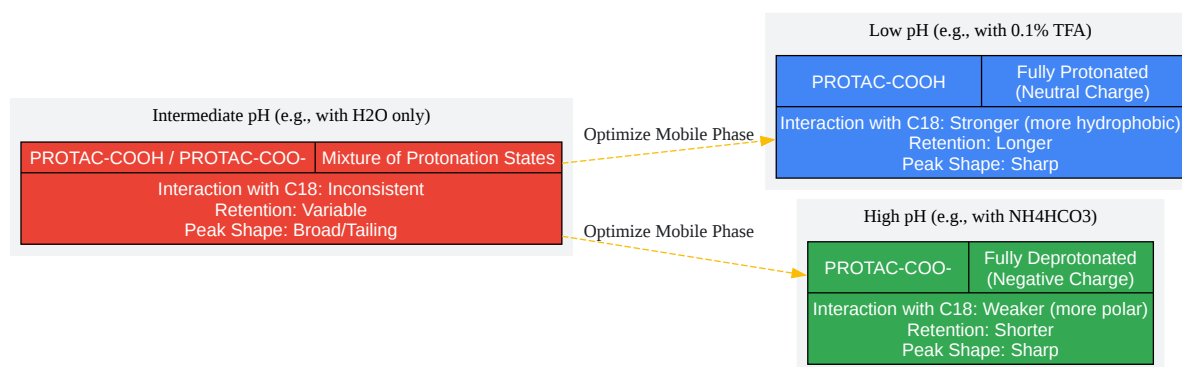 Intermediate pH (e.g., with H2O only)
PROTAC-COOH / PROTAC-COO-
Mixture of Protonation States
Interaction with C18: Inconsistent
Retention: Variable
Peak Shape: Broad/Tailing
Optimize Mobile Phase
Optimize Mobile Phase
Low pH (e.g., with 0.1% TFA)
PROTAC-COOH
Fully Protonated
(Neutral Charge)
Interaction with C18: Stronger (more hydrophobic)
Retention: Longer
Peak Shape: Sharp
High pH (e.g., with NH4HCO3)
PROTAC-COO-
Fully Deprotonated
(Negative Charge)
Interaction with C18: Weaker (more polar)
Retention: Shorter
Peak Shape: Sharp